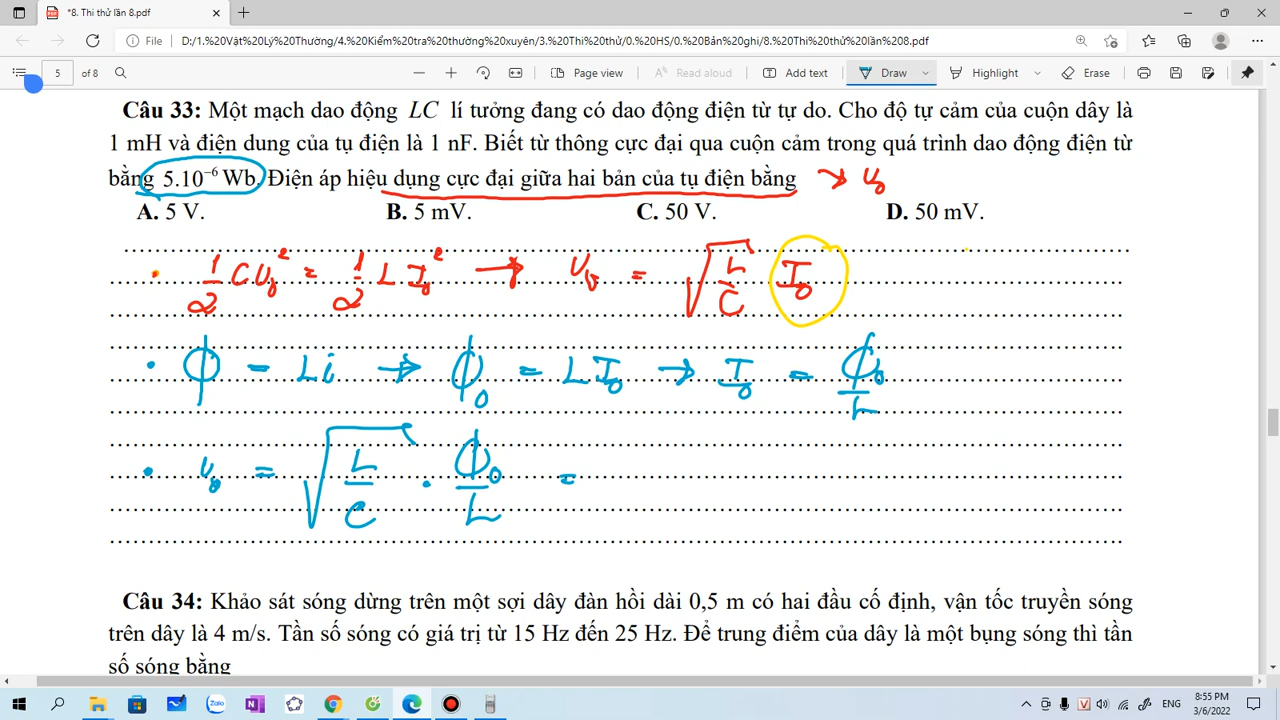 *8. Thi thử lần 8.pdf
File D:/1.%20Vật%20Lý%20Thường/4.%20Kiểm%20tra%20thường%20xuyên/3.%20Thi%20thử/0.%20HS/0.%20Bản%20ghi/8.%20Thi%20thử%20lần%208.pdf
5 of 8 Page view Read aloud Add text Draw Highlight Erase
Câu 33: Một mạch dao động LC lí tưởng đang có dao động điện từ tự do. Cho độ tự cảm của cuộn dây là
1 mH và điện dung của tụ điện là 1 nF. Biết từ thông cực đại qua cuộn cảm trong quá trình dao động điện từ
bằng 5.10⁻⁶ Wb. Điện áp hiệu dụng cực đại giữa hai bản của tụ điện bằng → U₀
A. 5 V. B. 5 mV. C. 50 V. D. 50 mV.
• 1/2 CU₀² = 1/2 L I₀² → U₀ = √(L/C) I₀
• ϕ = Li → ϕ₀ = L I₀ → I₀ = ϕ₀/L
• U₀ = √(L/C) . ϕ₀/L =
Câu 34: Khảo sát sóng dừng trên một sợi dây đàn hồi dài 0,5 m có hai đầu cố định, vận tốc truyền sóng
trên dây là 4 m/s. Tần số sóng có giá trị từ 15 Hz đến 25 Hz. Để trung điểm của dây là một bụng sóng thì tần
số sóng bằng
Zalo N V ENG 8:55 PM
3/6/2022